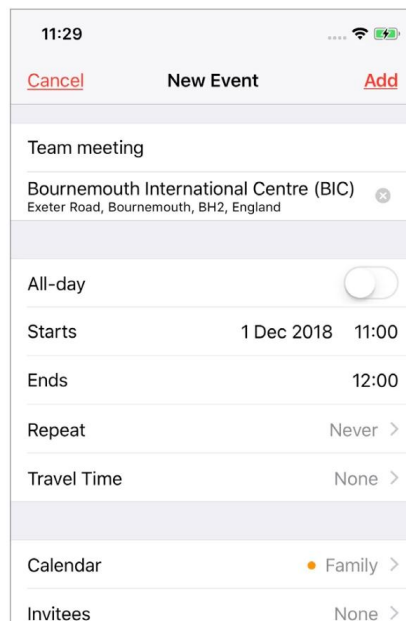 11:29
Cancel New Event Add
Team meeting
Bournemouth International Centre (BIC)
Exeter Road, Bournemouth, BH2, England
All-day
Starts 1 Dec 2018 11:00
Ends 12:00
Repeat Never
Travel Time None
Calendar Family
Invitees None